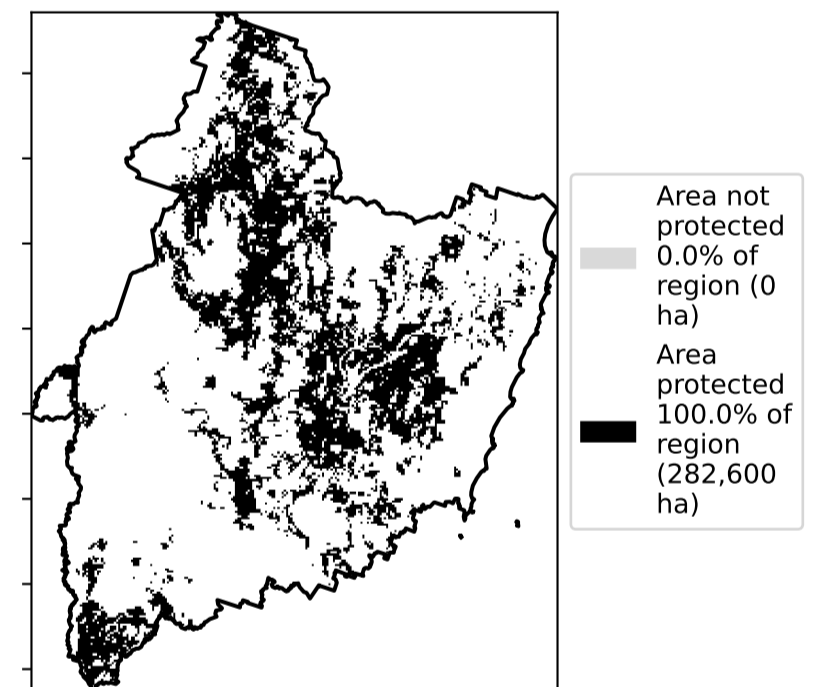 Area not
protected
0.0% of
region (0
ha)
Area
protected
100.0% of
region
(282,600
ha)